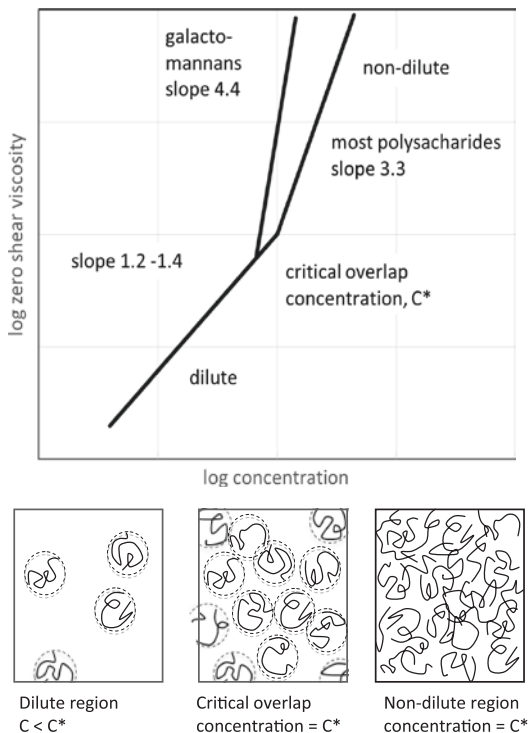 galacto-
mannans
slope 4.4
non-dilute
most polysacharides
slope 3.3
slope 1.2 -1.4
critical overlap
concentration, C*
dilute
log zero shear viscosity
log concentration
Dilute region
C < C*
Critical overlap
concentration = C*
Non-dilute region
concentration = C*